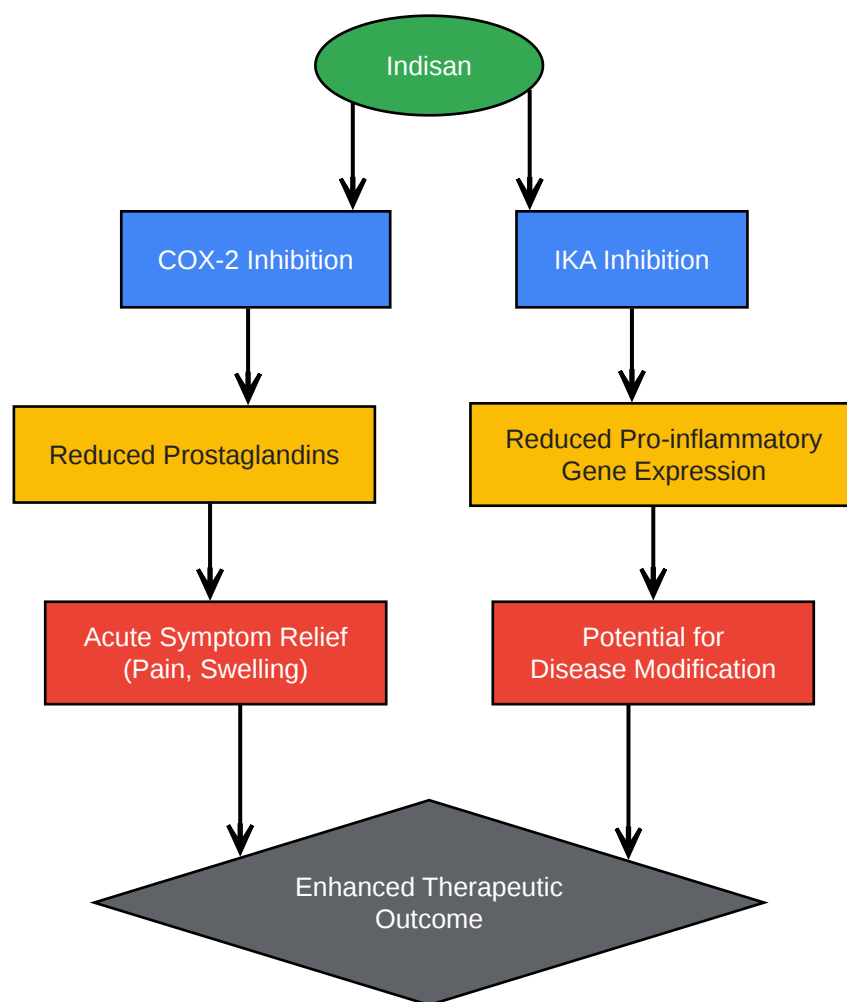 Indisan
COX-2 Inhibition
IKA Inhibition
Reduced Prostaglandins
Reduced Pro-inflammatory
Gene Expression
Acute Symptom Relief
(Pain, Swelling)
Potential for
Disease Modification
Enhanced Therapeutic
Outcome